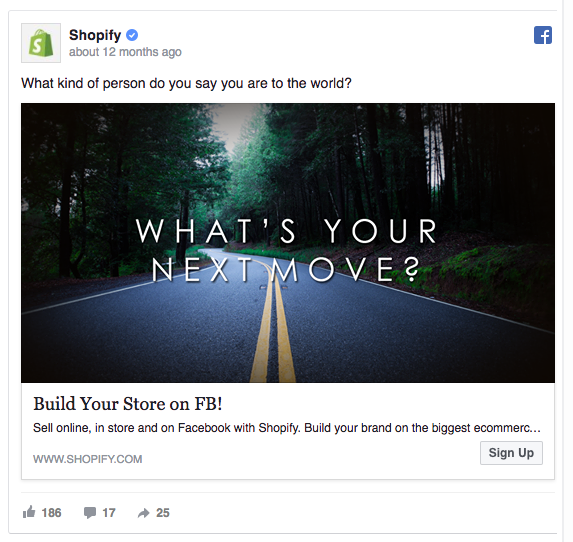 Shopify
about 12 months ago
What kind of person do you say you are to the world?
WHAT'S YOUR
NEXT MOVE?
Build Your Store on FB!
Sell online, in store and on Facebook with Shopify. Build your brand on the biggest ecommerc...
WWW.SHOPIFY.COM
Sign Up
186 17 25